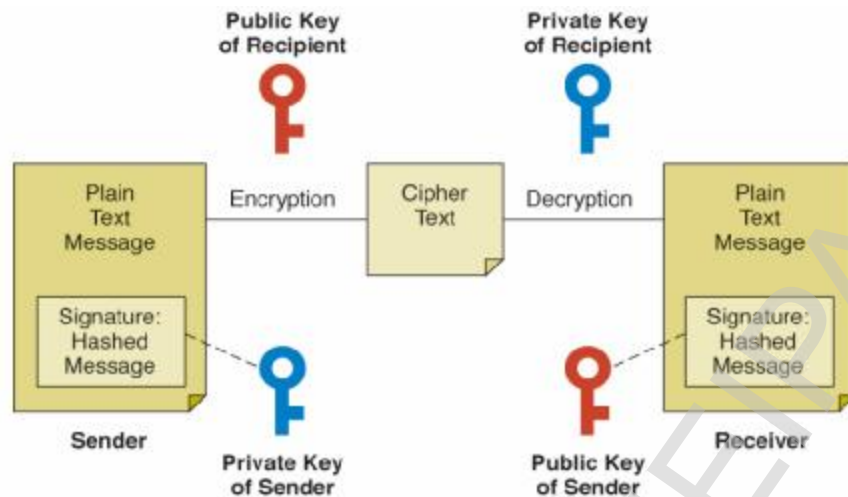 Public Key
of Recipient
Private Key
of Recipient
Plain
Text
Message
Encryption
Cipher
Text
Decryption
Plain
Text
Message
Signature:
Hashed
Message
Signature:
Hashed
Message
Sender
Private Key
of Sender
Public Key
of Sender
Receiver